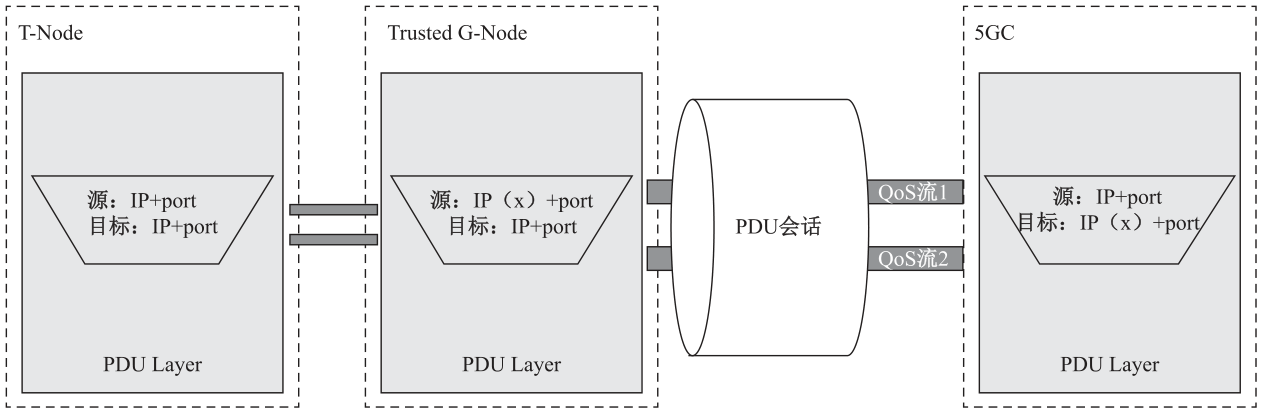 T-Node
源：IP+port
目标：IP+port
PDU Layer
Trusted G-Node
源：IP（x）+port
目标：IP+port
PDU Layer
PDU会话
QoS流1
QoS流2
5GC
源：IP+port
目标：IP（x）+port
PDU Layer